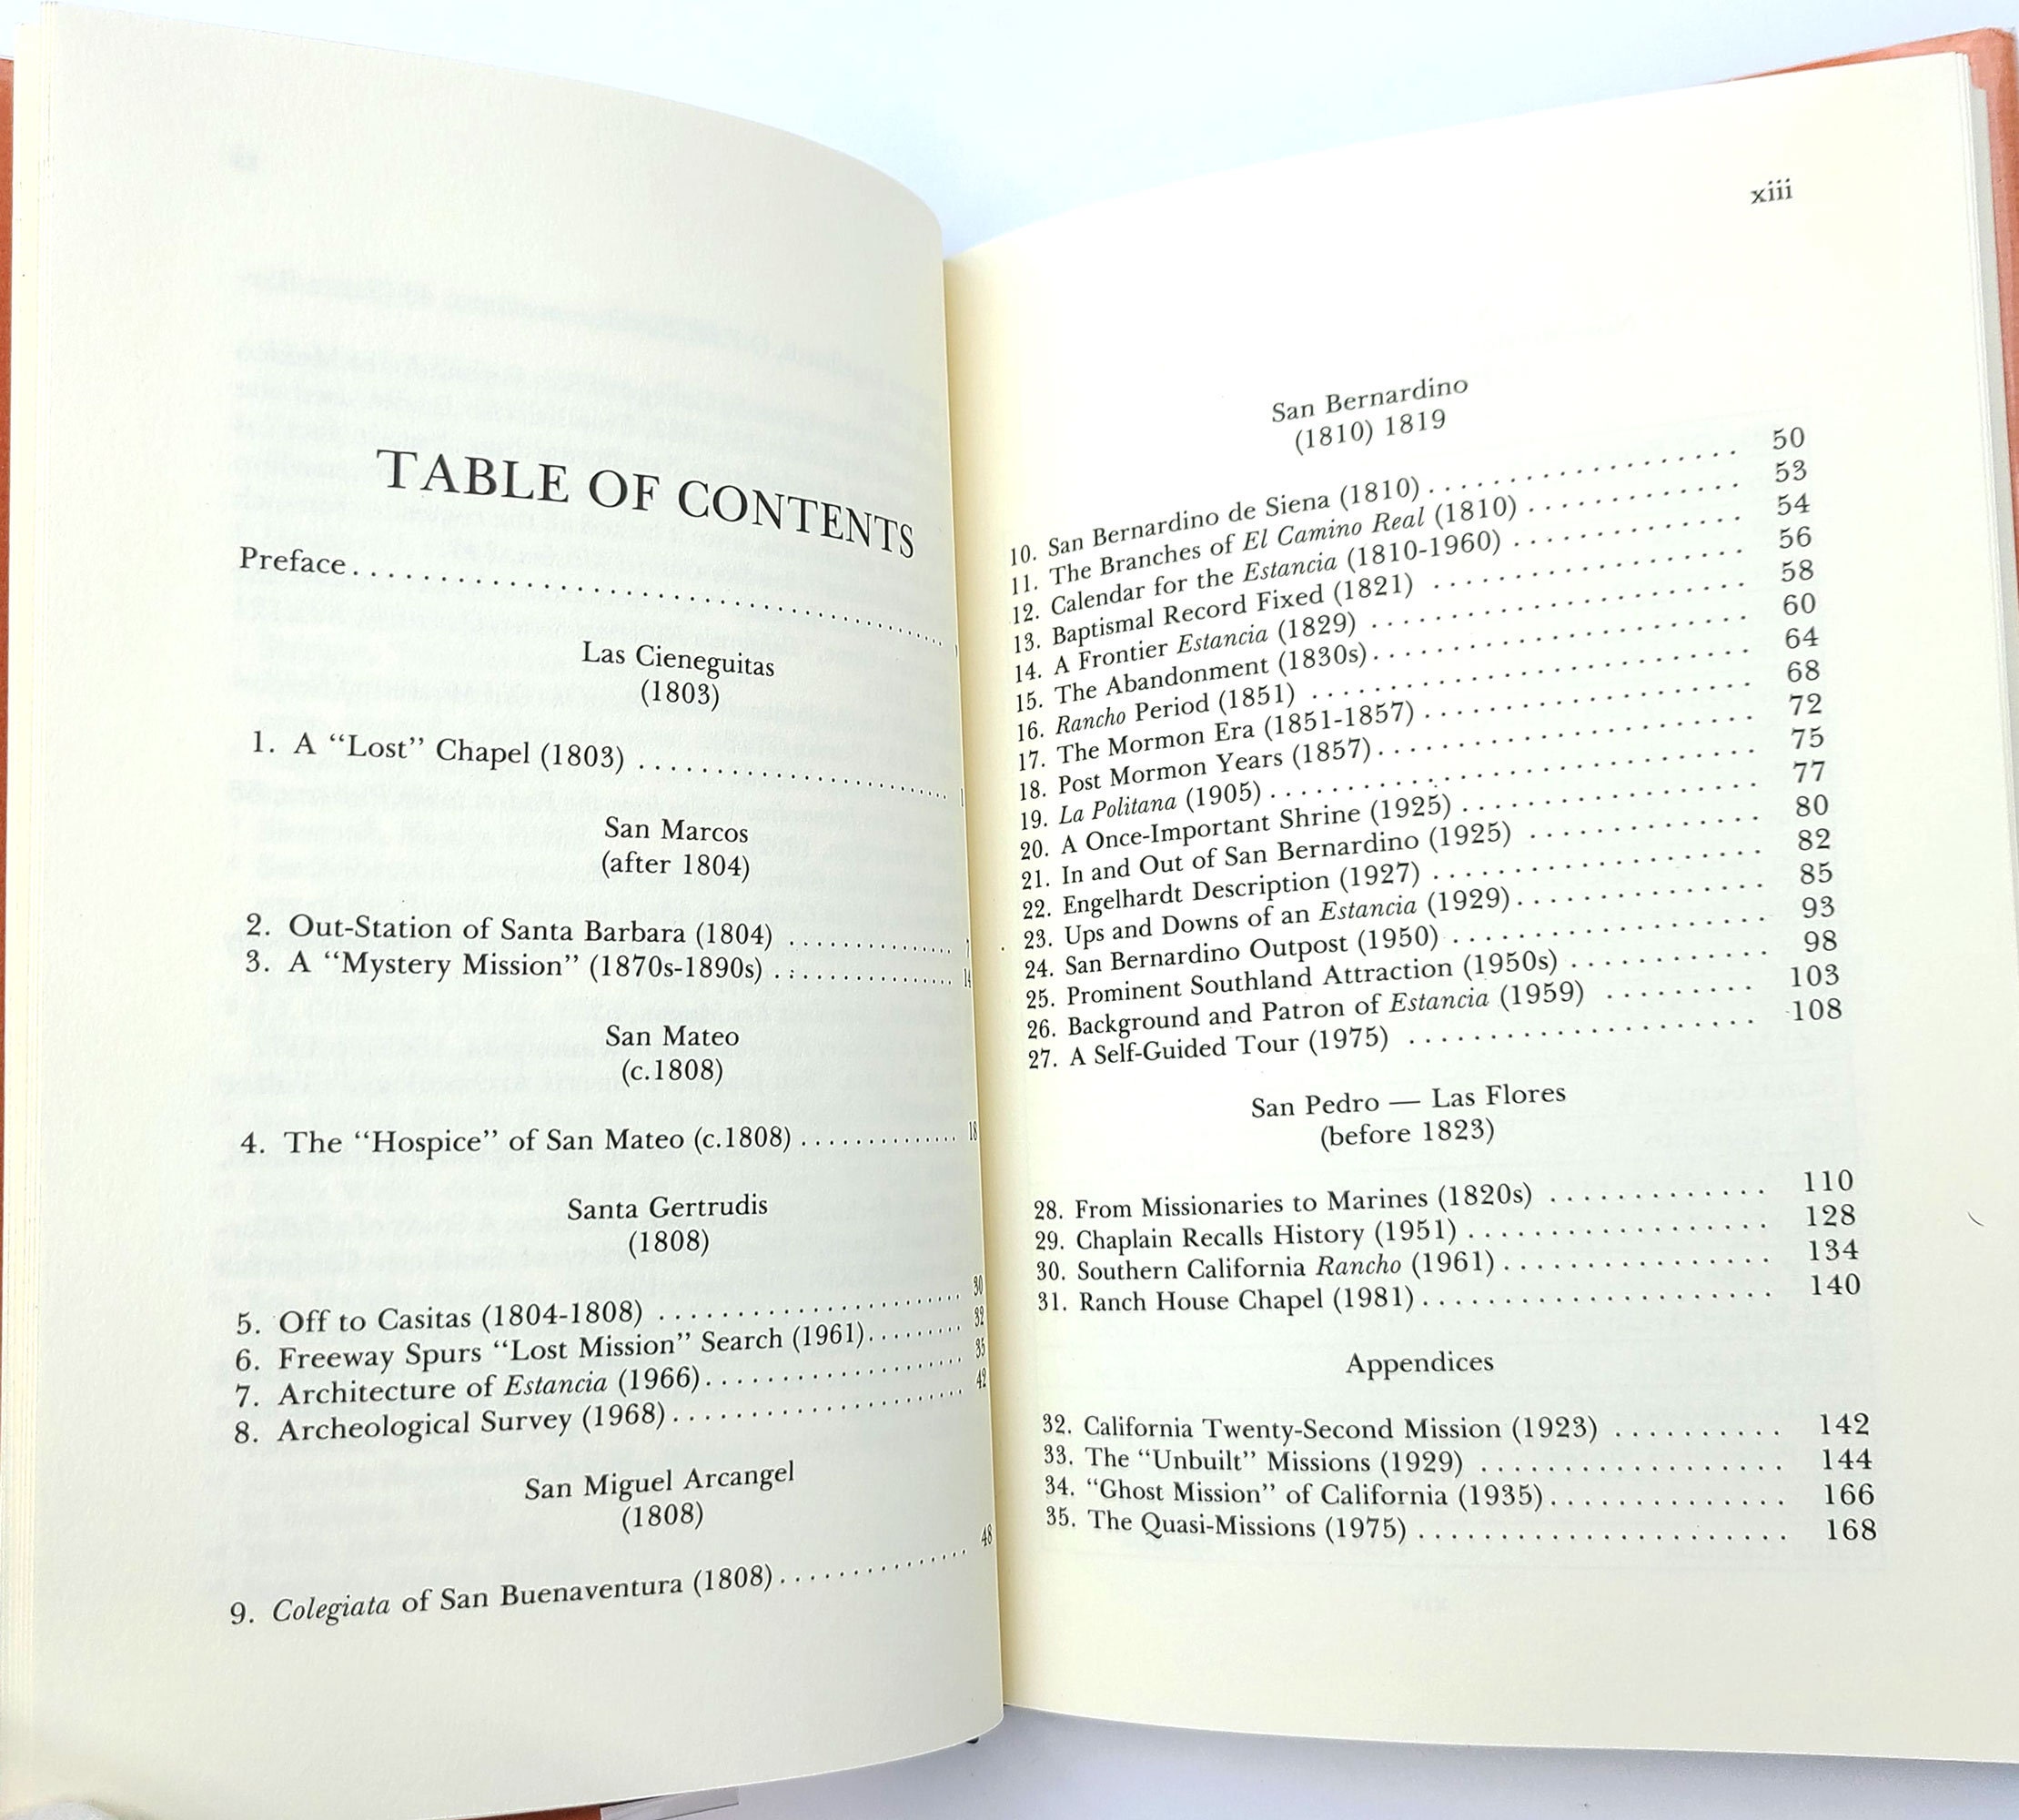 TABLE OF CONTENTS
Preface . . . . . . . . . . . . . . . . . . . . . . . . . . . . . . . . . . .
Las Cieneguitas
(1803)
1. A “Lost” Chapel (1803) . . . . . . . . . . . . . . . . . . . .
San Marcos
(after 1804)
2. Out-Station of Santa Barbara (1804) . . . . . . . . . . . . . .
3. A “Mystery Mission” (1870s-1890s) . . . . . . . . . . . . . . 14
San Mateo
(c.1808)
4. The “Hospice” of San Mateo (c.1808) . . . . . . . . . . . . . . 18
Santa Gertrudis
(1808)
5. Off to Casitas (1804-1808) . . . . . . . . . . . . . . . . . . . . . . 30
6. Freeway Spurs “Lost Mission” Search (1961) . . . . . . . . . 32
7. Architecture of Estancia (1966) . . . . . . . . . . . . . . . . . . . 35
8. Archeological Survey (1968) . . . . . . . . . . . . . . . . . . . . . 42
San Miguel Arcangel
(1808)
9. Colegiata of San Buenaventura (1808) . . . . . . . . . . . . . . 48
xiii
San Bernardino
(1810) 1819
10. San Bernardino de Siena (1810) . . . . . . . . . . . . . . . . . . . 50
11. The Branches of El Camino Real (1810) . . . . . . . . . . . . . 53
12. Calendar for the Estancia (1810-1960) . . . . . . . . . . . . . . 54
13. Baptismal Record Fixed (1821) . . . . . . . . . . . . . . . . . . . 56
14. A Frontier Estancia (1829) . . . . . . . . . . . . . . . . . . . . . . 58
15. The Abandonment (1830s) . . . . . . . . . . . . . . . . . . . . . . 60
16. Rancho Period (1851) . . . . . . . . . . . . . . . . . . . . . . . . . 64
17. The Mormon Era (1851-1857) . . . . . . . . . . . . . . . . . . . . 68
18. Post Mormon Years (1857) . . . . . . . . . . . . . . . . . . . . . . 72
19. La Politana (1905) . . . . . . . . . . . . . . . . . . . . . . . . . . . 75
20. A Once-Important Shrine (1925) . . . . . . . . . . . . . . . . . . 77
21. In and Out of San Bernardino (1925) . . . . . . . . . . . . . . 80
22. Engelhardt Description (1927) . . . . . . . . . . . . . . . . . . . 82
23. Ups and Downs of an Estancia (1929) . . . . . . . . . . . . . . . 85
24. San Bernardino Outpost (1950) . . . . . . . . . . . . . . . . . . . 93
25. Prominent Southland Attraction (1950s) . . . . . . . . . . . . 98
26. Background and Patron of Estancia (1959) . . . . . . . . . 103
27. A Self-Guided Tour (1975) . . . . . . . . . . . . . . . . . . . . . 108
San Pedro — Las Flores
(before 1823)
28. From Missionaries to Marines (1820s) . . . . . . . . . . . . . 110
29. Chaplain Recalls History (1951) . . . . . . . . . . . . . . . . . . 128
30. Southern California Rancho (1961) . . . . . . . . . . . . . . . . 134
31. Ranch House Chapel (1981) . . . . . . . . . . . . . . . . . . . . . 140
Appendices
32. California Twenty-Second Mission (1923) . . . . . . . . . . 142
33. The “Unbuilt” Missions (1929) . . . . . . . . . . . . . . . . . . 144
34. “Ghost Mission” of California (1935) . . . . . . . . . . . . . . 166
35. The Quasi-Missions (1975) . . . . . . . . . . . . . . . . . . . . . . 168